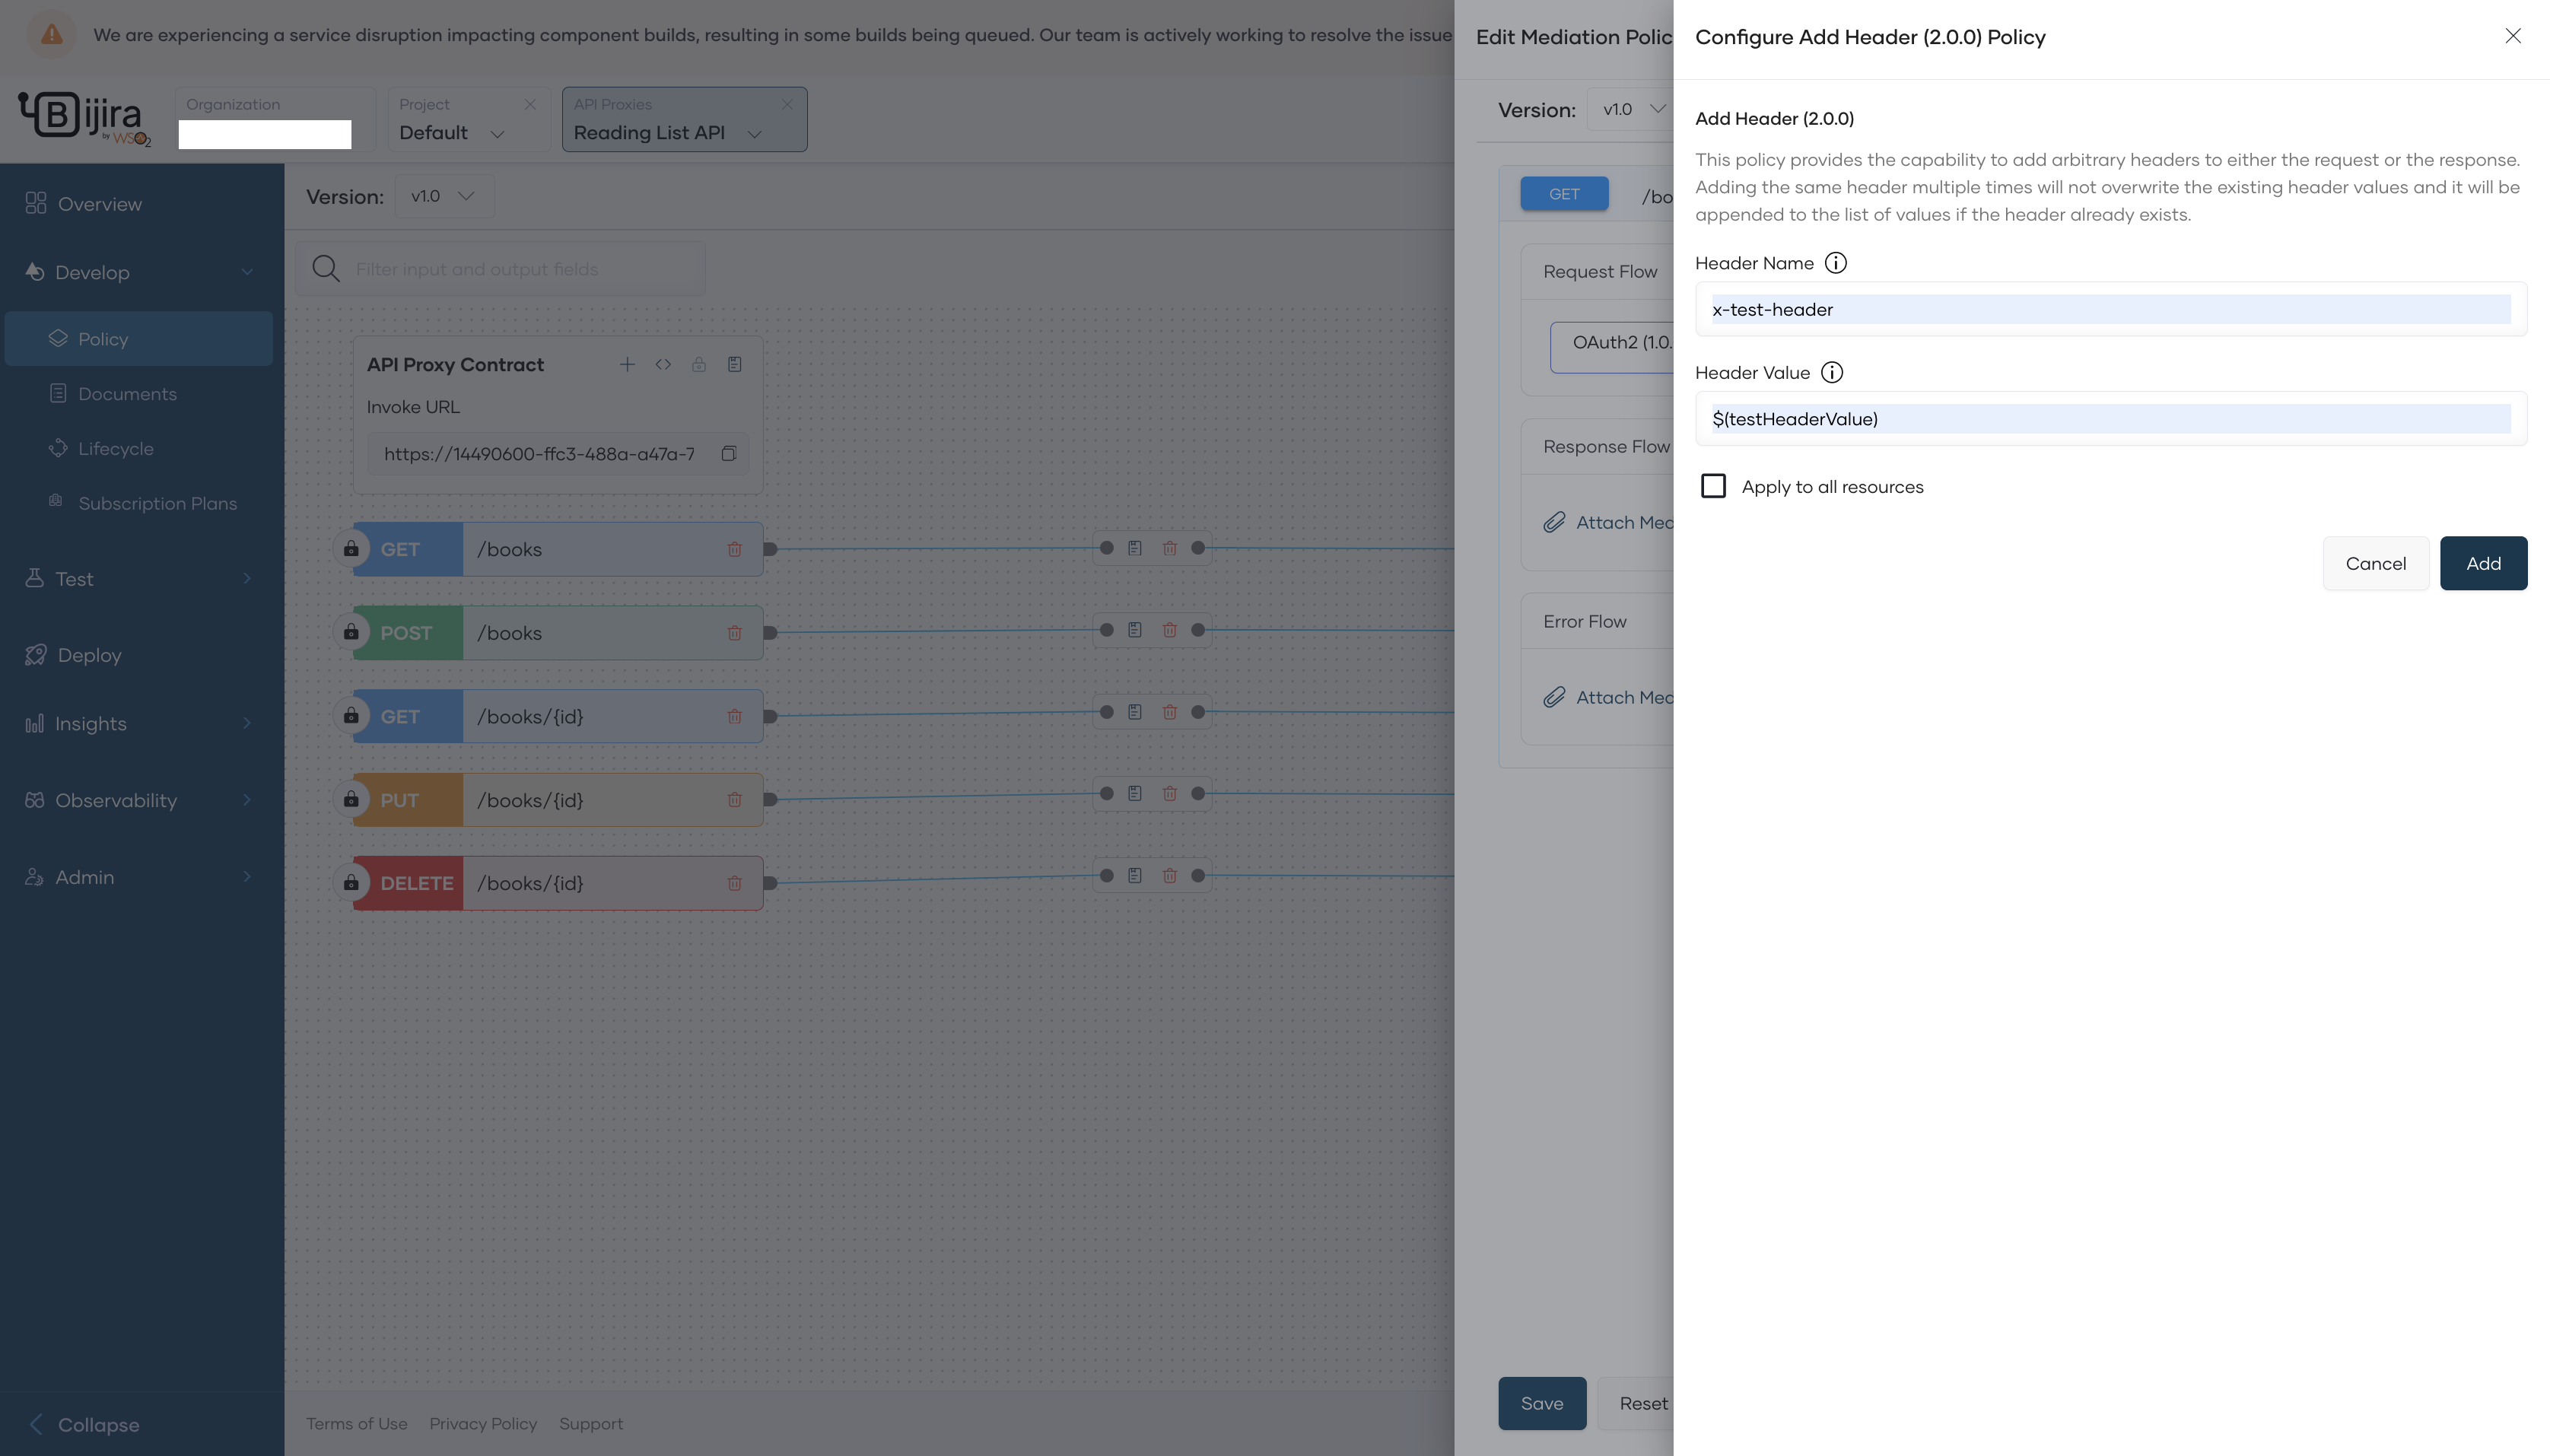 We are experiencing a service disruption impacting component builds, resulting in some builds being queued. Our team is actively working to resolve the issue
Bijira
by WSO2
Organization
Project
Default
API Proxies
Reading List API
Overview
Develop
Policy
Documents
Lifecycle
Subscription Plans
Test
Deploy
Insights
Observability
Admin
Collapse
Version:
v1.0
Filter input and output fields
API Proxy Contract
Invoke URL
https://14490600-ffc3-488a-a47a-7
GET
/books
POST
/books
GET
/books/{id}
PUT
/books/{id}
DELETE
/books/{id}
Terms of Use
Privacy Policy
Support
Edit Mediation Polic
Version:
v1.0
GET
/bo
Request Flow
OAuth2 (1.0.
Response Flow
Attach Med
Error Flow
Attach Med
Save
Reset
Configure Add Header (2.0.0) Policy
Add Header (2.0.0)
This policy provides the capability to add arbitrary headers to either the request or the response.
Adding the same header multiple times will not overwrite the existing header values and it will be
appended to the list of values if the header already exists.
Header Name
x-test-header
Header Value
$(testHeaderValue)
Apply to all resources
Cancel
Add